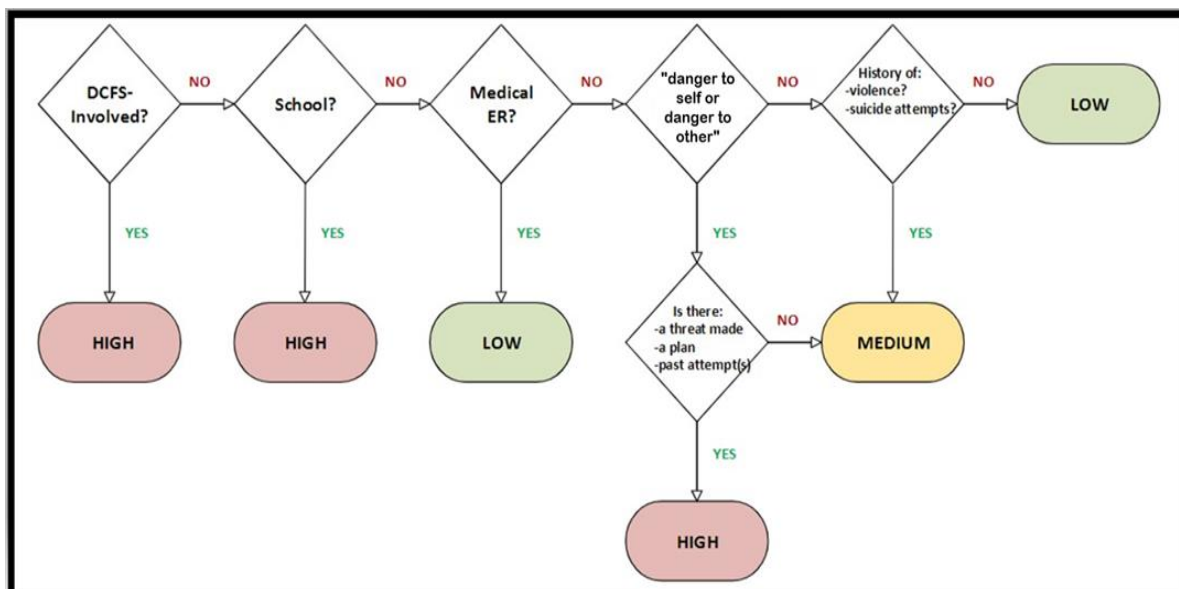 DCFS-
Involved?
NO
School?
NO
Medical
ER?
NO
"danger to
self or
danger to
other"
NO
History of:
-violence?
-suicide attempts?
NO
LOW
YES
YES
YES
YES
YES
HIGH
HIGH
LOW
Is there:
-a threat made
-a plan
-past attempt(s)
NO
MEDIUM
YES
HIGH